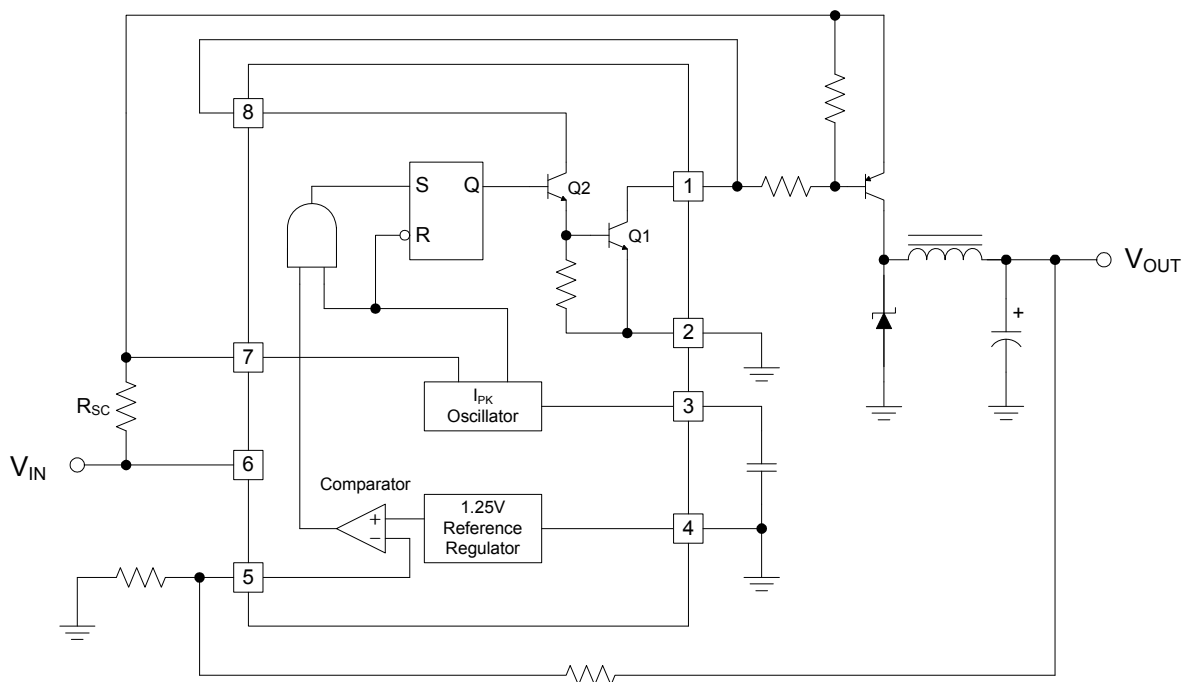 8
S Q
Q2
1
R
Q1
2
7
I_PK
Oscillator
3
R_SC
V_IN
6
Comparator
1.25V
Reference
Regulator
4
+
−
5
+
V_OUT